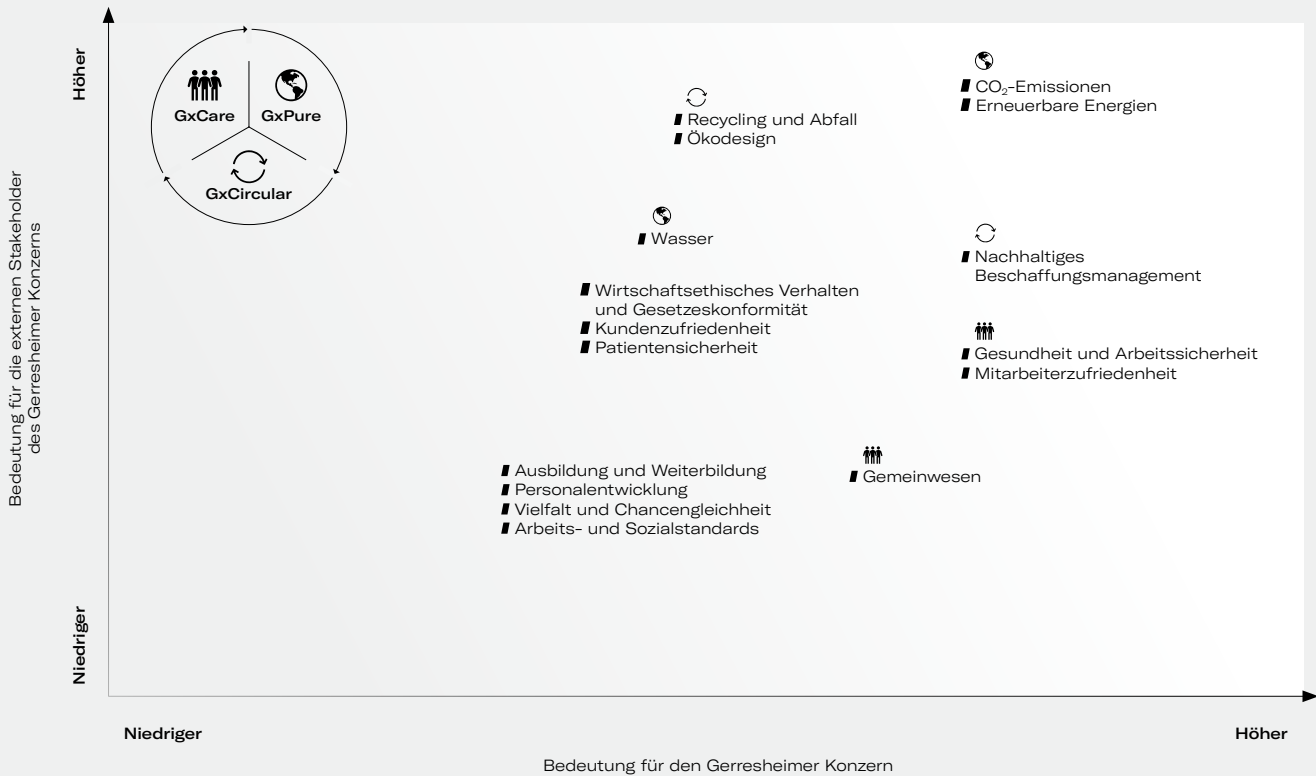 Höher
GxCare
GxPure
GxCircular
CO₂-Emissionen
Erneuerbare Energien
Recycling und Abfall
Ökodesign
Wasser
Nachhaltiges
Beschaffungsmanagement
Wirtschaftsethisches Verhalten
und Gesetzeskonformität
Kundenzufriedenheit
Patientensicherheit
Gesundheit und Arbeitssicherheit
Mitarbeiterzufriedenheit
Ausbildung und Weiterbildung
Personalentwicklung
Vielfalt und Chancengleichheit
Arbeits- und Sozialstandards
Gemeinwesen
Bedeutung für die externen Stakeholder
des Gerresheimer Konzerns
Niedriger
Niedriger
Höher
Bedeutung für den Gerresheimer Konzern